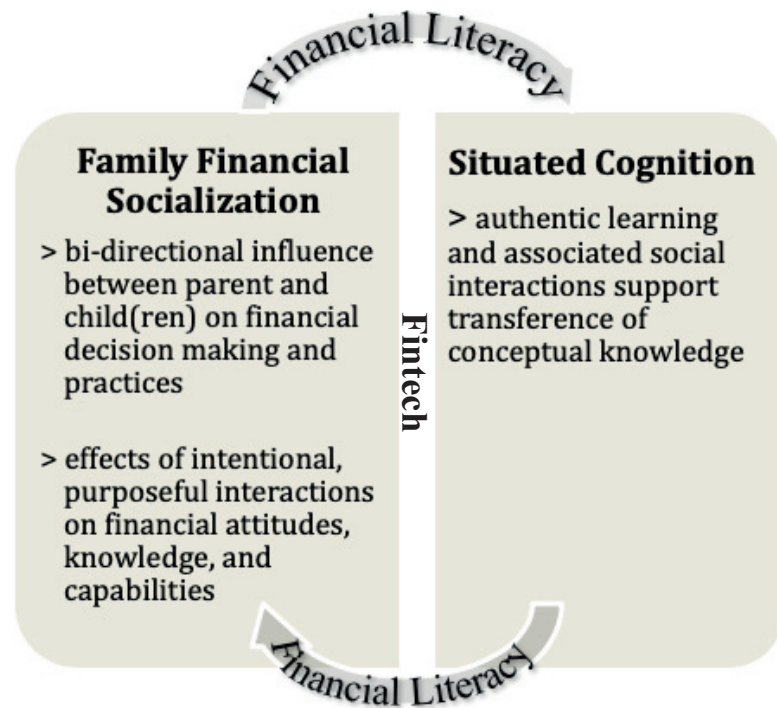 Financial Literacy
Family Financial
Socialization
> bi-directional influence
between parent and
child(ren) on financial
decision making and
practices
> effects of intentional,
purposeful interactions
on financial attitudes,
knowledge, and
capabilities
Fintech
Situated Cognition
> authentic learning
and associated social
interactions support
transference of
conceptual knowledge
Financial Literacy